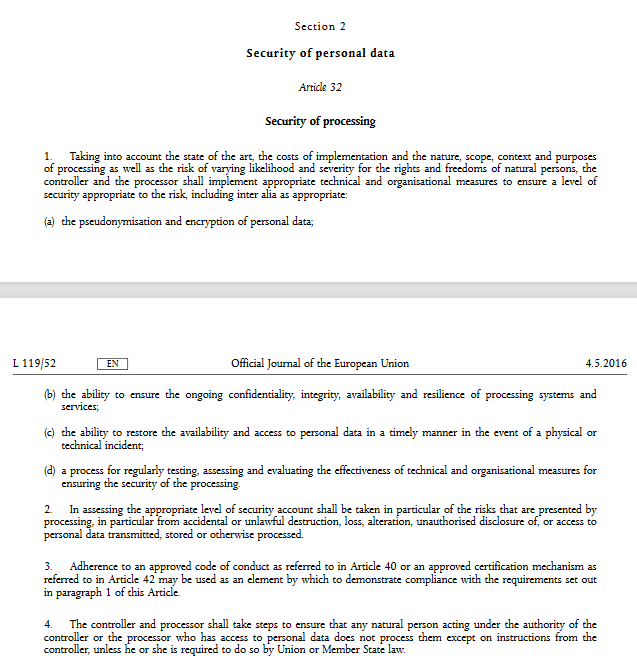 Section 2
Security of personal data
Article 32
Security of processing
1. Taking into account the state of the art, the costs of implementation and the nature, scope, context and purposes
of processing as well as the risk of varying likelihood and severity for the rights and freedoms of natural persons, the
controller and the processor shall implement appropriate technical and organisational measures to ensure a level of
security appropriate to the risk, including inter alia as appropriate:
(a) the pseudonymisation and encryption of personal data;
L 119/52 EN Official Journal of the European Union 4.5.2016
(b) the ability to ensure the ongoing confidentiality, integrity, availability and resilience of processing systems and
services;
(c) the ability to restore the availability and access to personal data in a timely manner in the event of a physical or
technical incident;
(d) a process for regularly testing, assessing and evaluating the effectiveness of technical and organisational measures for
ensuring the security of the processing.
2. In assessing the appropriate level of security account shall be taken in particular of the risks that are presented by
processing, in particular from accidental or unlawful destruction, loss, alteration, unauthorised disclosure of, or access to
personal data transmitted, stored or otherwise processed.
3. Adherence to an approved code of conduct as referred to in Article 40 or an approved certification mechanism as
referred to in Article 42 may be used as an element by which to demonstrate compliance with the requirements set out
in paragraph 1 of this Article.
4. The controller and processor shall take steps to ensure that any natural person acting under the authority of the
controller or the processor who has access to personal data does not process them except on instructions from the
controller, unless he or she is required to do so by Union or Member State law.